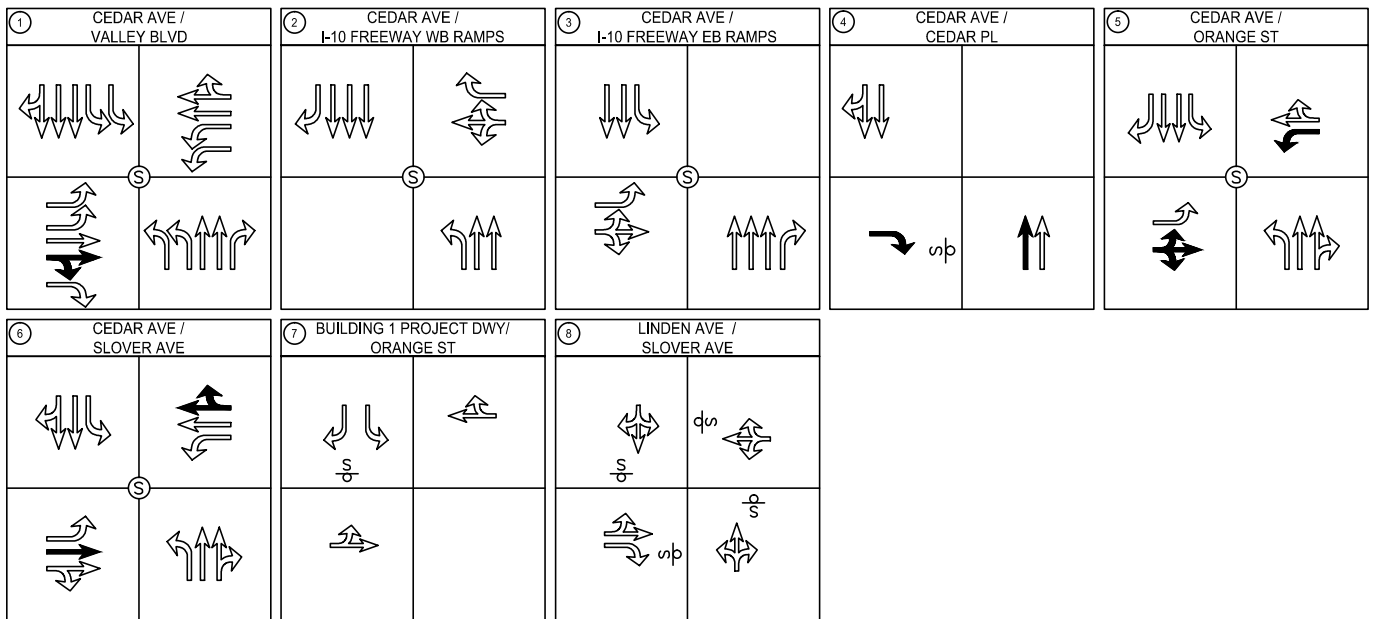 1 CEDAR AVE /
VALLEY BLVD
S
2 CEDAR AVE /
I-10 FREEWAY WB RAMPS
S
3 CEDAR AVE /
I-10 FREEWAY EB RAMPS
S
4 CEDAR AVE /
CEDAR PL
S
5 CEDAR AVE /
ORANGE ST
S
6 CEDAR AVE /
SLOVER AVE
S
7 BUILDING 1 PROJECT DWY/
ORANGE ST
S
8 LINDEN AVE /
SLOVER AVE
S
S
S
S